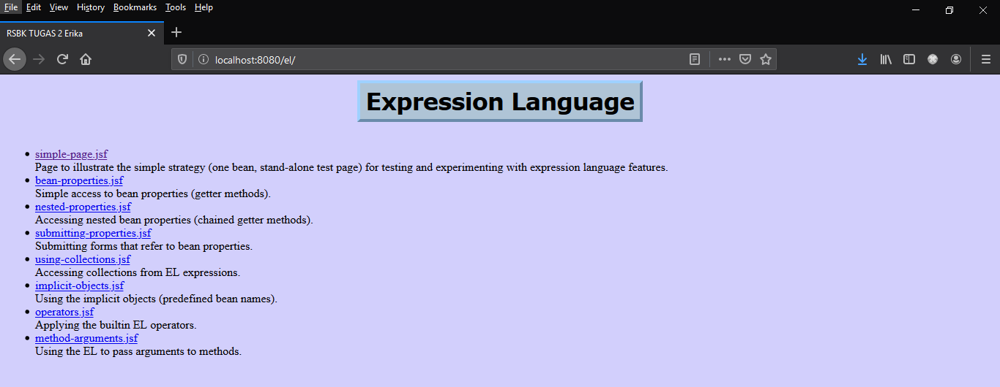 File Edit View History Bookmarks Tools Help
RSBK TUGAS 2 Erika
localhost:8080/el/
Expression Language
simple-page.jsf
Page to illustrate the simple strategy (one bean, stand-alone test page) for testing and experimenting with expression language features.
bean-properties.jsf
Simple access to bean properties (getter methods).
nested-properties.jsf
Accessing nested bean properties (chained getter methods).
submitting-properties.jsf
Submitting forms that refer to bean properties.
using-collections.jsf
Accessing collections from EL expressions.
implicit-objects.jsf
Using the implicit objects (predefined bean names).
operators.jsf
Applying the builtin EL operators.
method-arguments.jsf
Using the EL to pass arguments to methods.